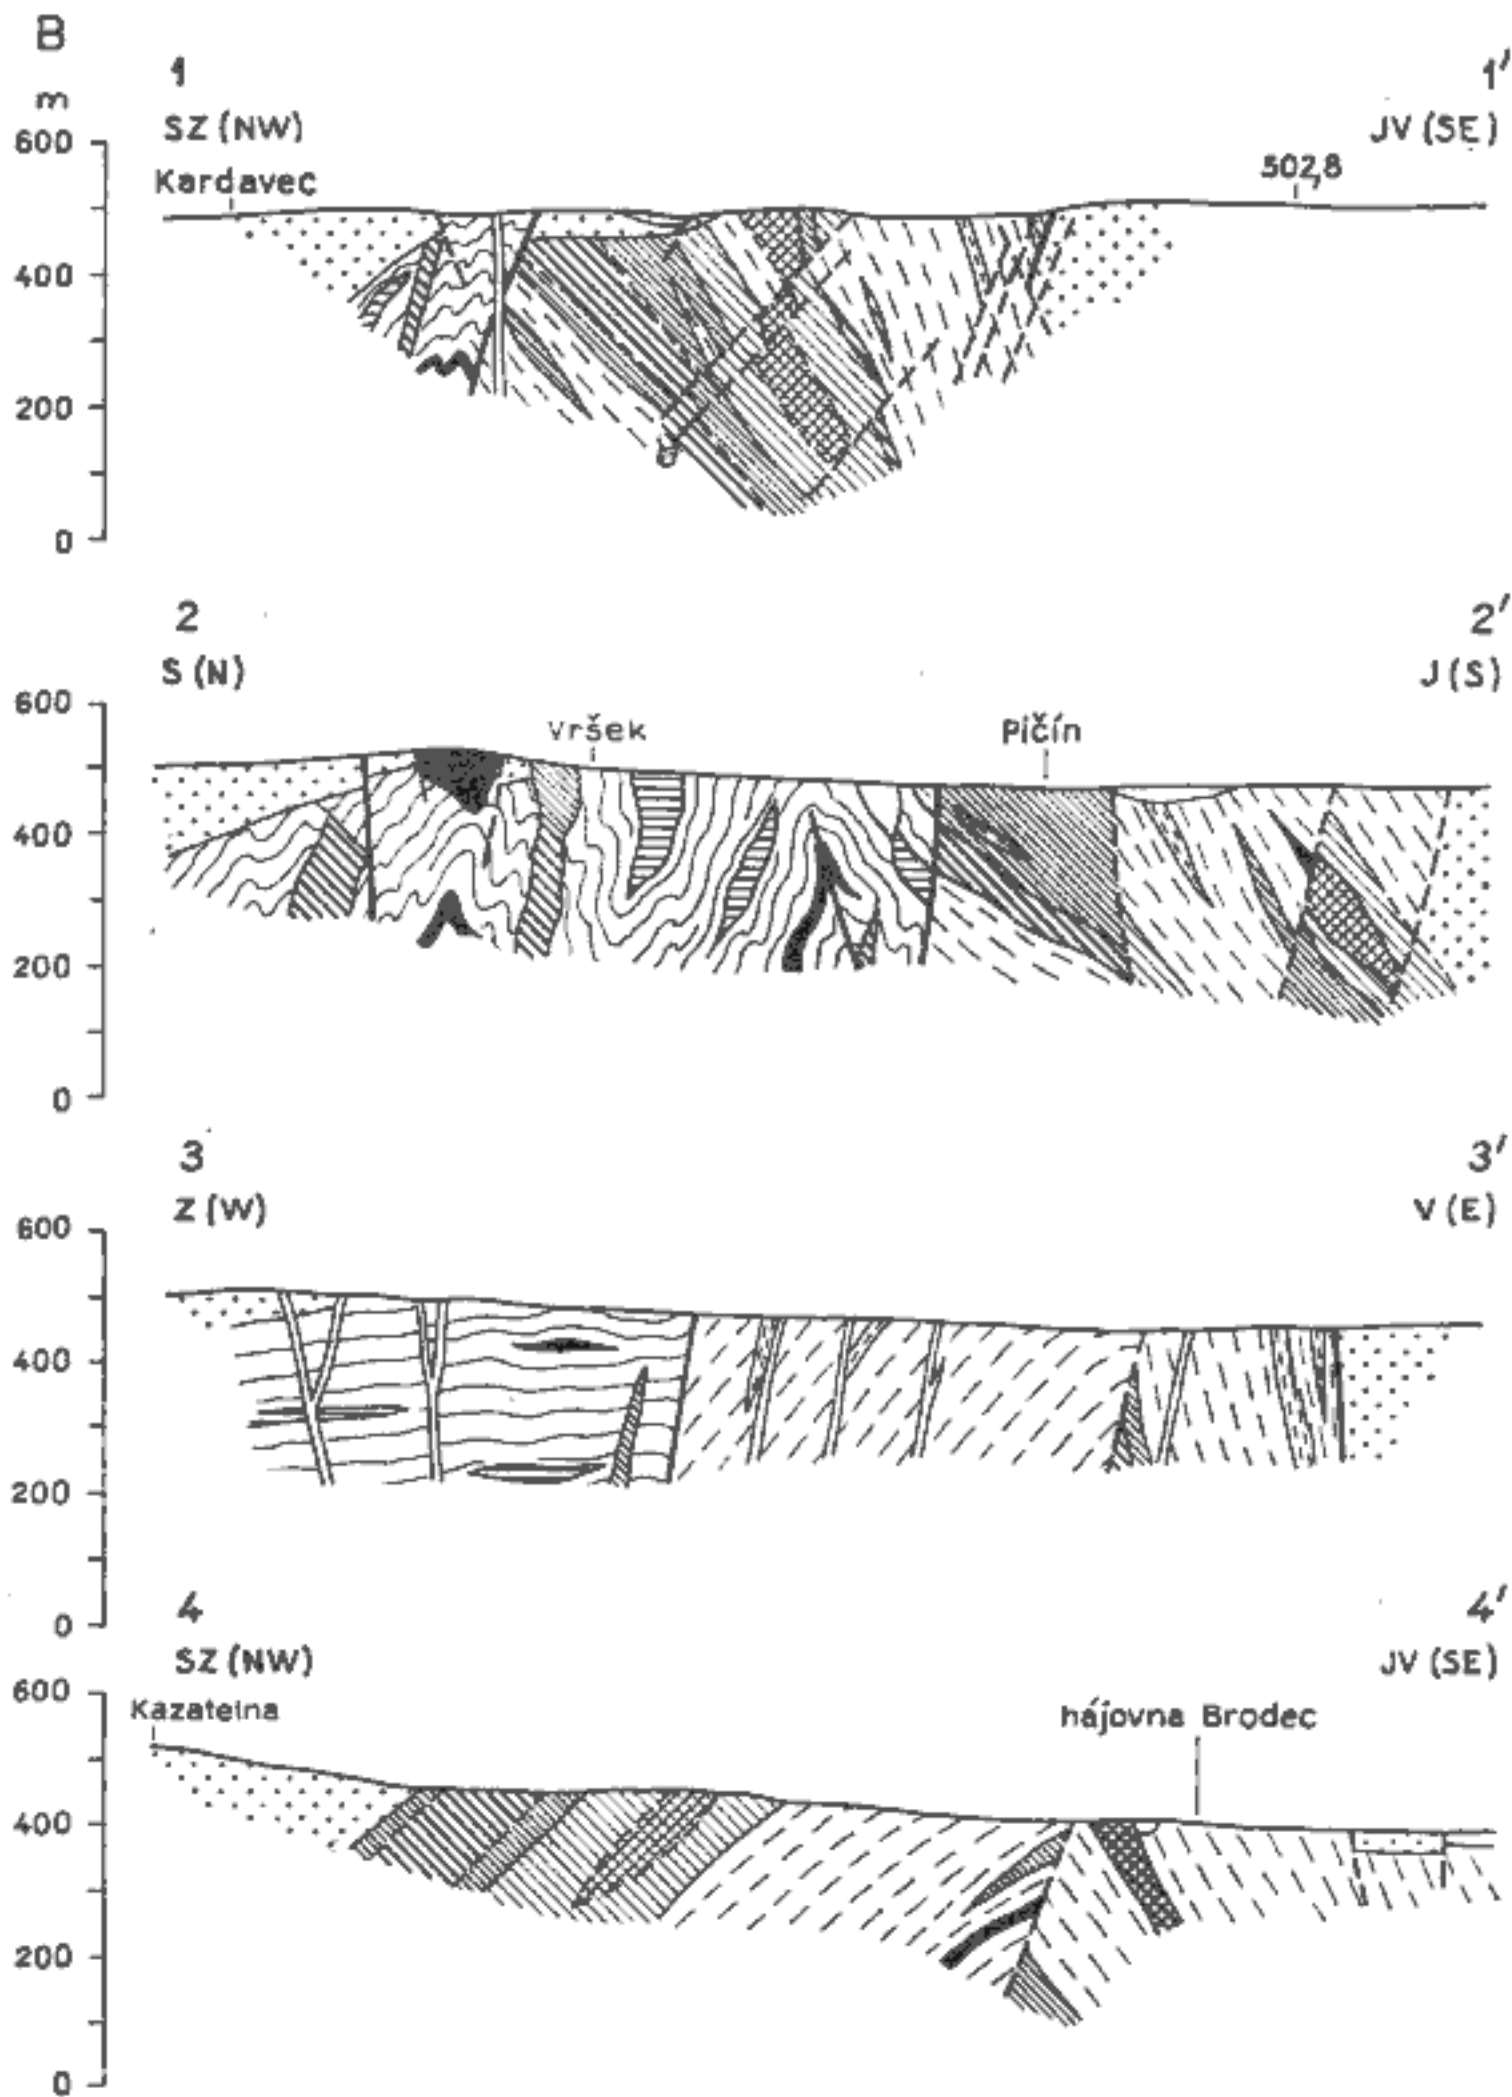 B
1 1′
m
SZ (NW) JV (SE)
600
Kardavec 502,8
400
200
0
2 2′
S (N) J (S)
600
Vršek Pičín
400
200
0
3 3′
Z (W) V (E)
600
400
200
0
4 4′
SZ (NW) JV (SE)
600
Kazatelna hájovna Brodec
400
200
0